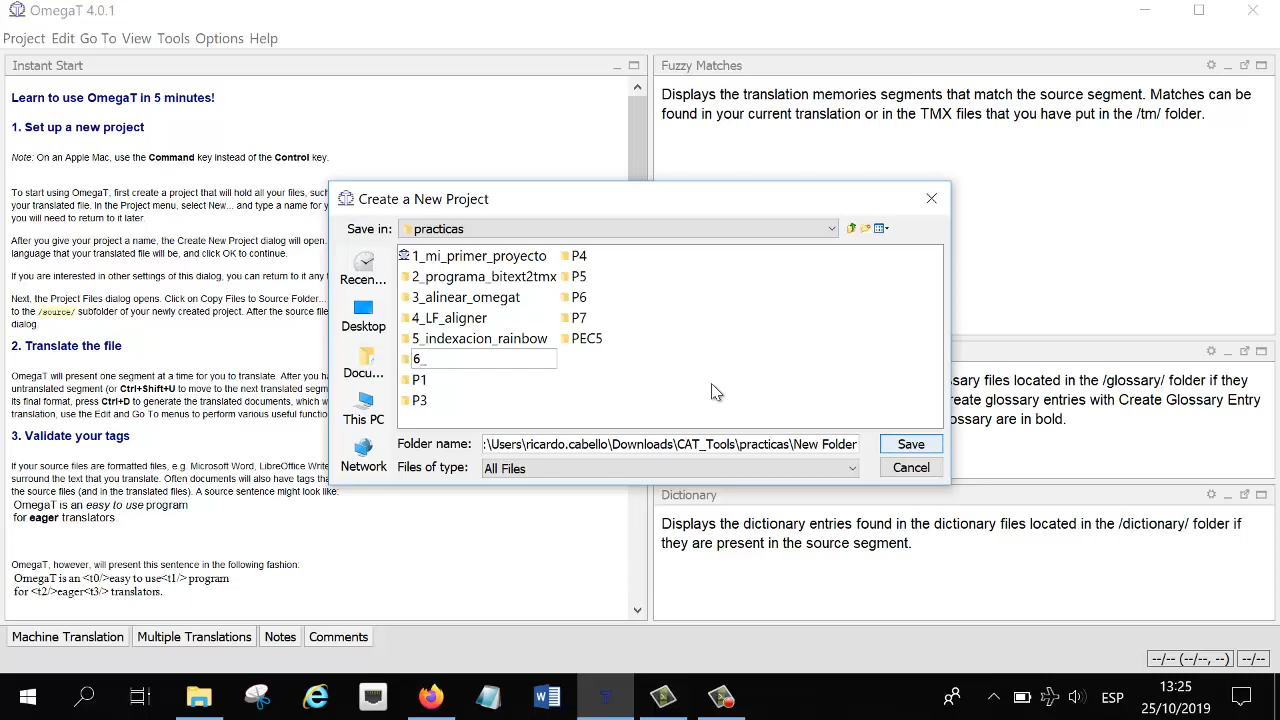 OmegaT 4.0.1
Project Edit Go To View Tools Options Help
Instant Start
Learn to use OmegaT in 5 minutes!
1. Set up a new project
Note: On an Apple Mac, use the Command key instead of the Control key.
To start using OmegaT, first create a project that will hold all your files, suc
your translated file. In the Project menu, select New... and type a name for y
you will need to return to it later.
After you give your project a name, the Create New Project dialog will open.
language that your translated file will be, and click OK to continue.
If you are interested in other settings of this dialog, you can return to it any t
Next, the Project Files dialog opens. Click on Copy Files to Source Folder...
to the /source/ subfolder of your newly created project. After the source file
dialog.
2. Translate the file
OmegaT will present one segment at a time for you to translate. After you ha
untranslated segment (or Ctrl+Shift+U to move to the next translated segm
its final format, press Ctrl+D to generate the translated documents, which w
translation, use the Edit and Go To menus to perform various useful function
3. Validate your tags
If your source files are formatted files, e.g. Microsoft Word, LibreOffice Write
surround the text that you translate. Often documents will also have tags tha
the source files (and in the translated files). A source sentence might look like:
OmegaT is an easy to use program
for eager translators
OmegaT, however, will present this sentence in the following fashion:
OmegaT is an <t0/>easy to use<t1/> program
for <t2/>eager<t3/> translators.
Fuzzy Matches
Displays the translation memories segments that match the source segment. Matches can be
found in your current translation or in the TMX files that you have put in the /tm/ folder.
Create a New Project
Save in:
practicas
Recen...
Desktop
Docu...
This PC
Network
1_mi_primer_proyecto
2_programa_bitext2tmx
3_alinear_omegat
4_LF_aligner
5_indexacion_rainbow
6_
P1
P3
P4
P5
P6
P7
PEC5
Folder name:
:\Users\ricardo.cabello\Downloads\CAT_Tools\practicas\New Folder
Save
Files of type:
All Files
Cancel
ssary files located in the /glossary/ folder if they
reate glossary entries with Create Glossary Entry
ossary are in bold.
Dictionary
Displays the dictionary entries found in the dictionary files located in the /dictionary/ folder if
they are present in the source segment.
Machine Translation
Multiple Translations
Notes
Comments
--/-- (--/--, --)
--/--
ESP
13:25
25/10/2019